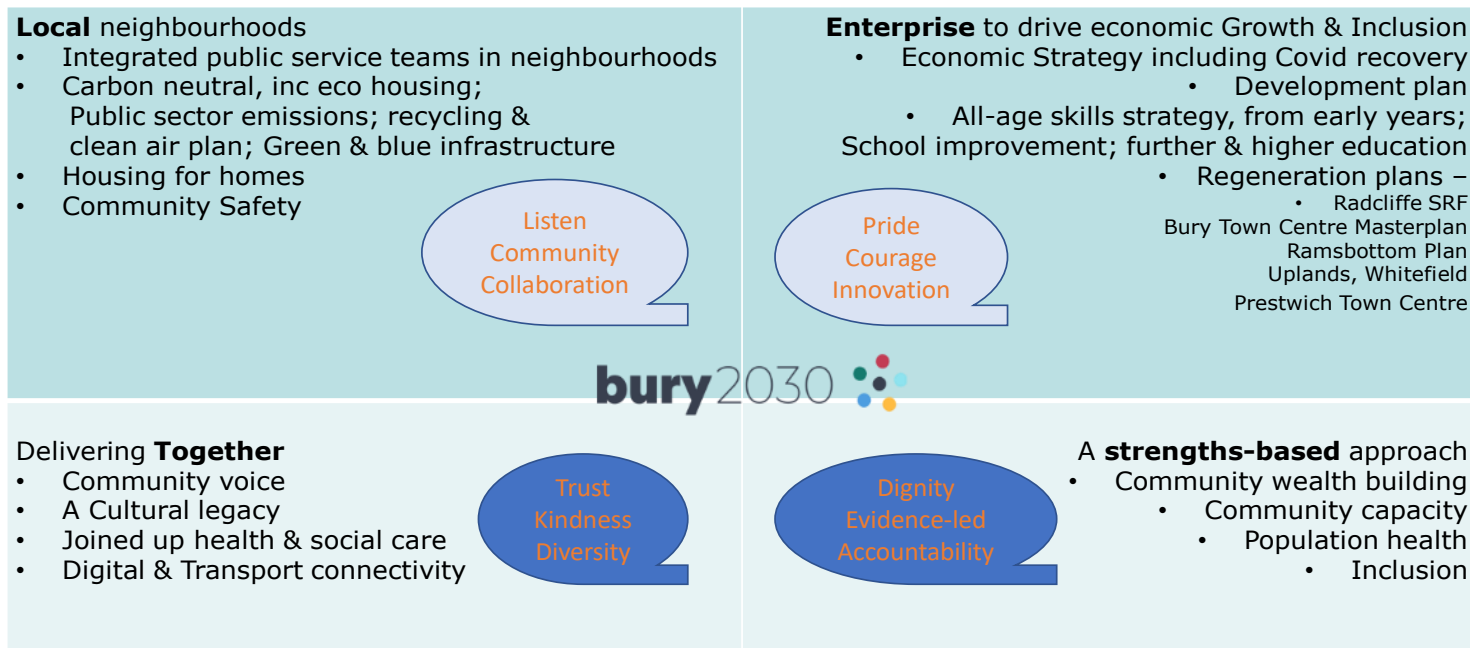 Local neighbourhoods
• Integrated public service teams in neighbourhoods
• Carbon neutral, inc eco housing;
Public sector emissions; recycling &
clean air plan; Green & blue infrastructure
• Housing for homes
• Community Safety
Listen
Community
Collaboration
Enterprise to drive economic Growth & Inclusion
• Economic Strategy including Covid recovery
• Development plan
• All-age skills strategy, from early years;
School improvement; further & higher education
• Regeneration plans –
• Radcliffe SRF
Bury Town Centre Masterplan
Ramsbottom Plan
Uplands, Whitefield
Prestwich Town Centre
Pride
Courage
Innovation
bury2030
Delivering Together
• Community voice
• A Cultural legacy
• Joined up health & social care
• Digital & Transport connectivity
Trust
Kindness
Diversity
A strengths-based approach
• Community wealth building
• Community capacity
• Population health
• Inclusion
Dignity
Evidence-led
Accountability